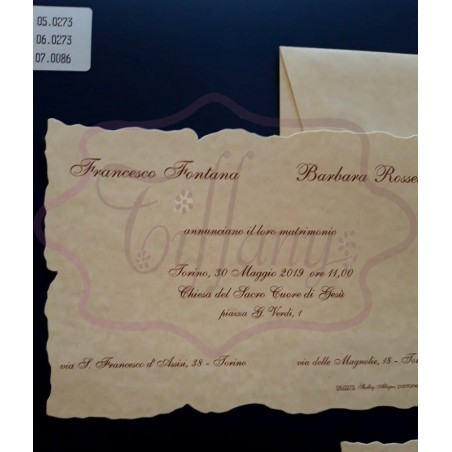 05.0273
06.0273
07.0086
Francesco Fontana Barbara
Tiffany
annunciano il loro matrimonio
Torino, 30 Maggio 2019 ore 11,00
Chiesa del Sacro Cuore di Gesù
piazza G. Verdi, 1
via S. Francesco d'Assisi, 38 - Torino via delle Magnolie, 18 -